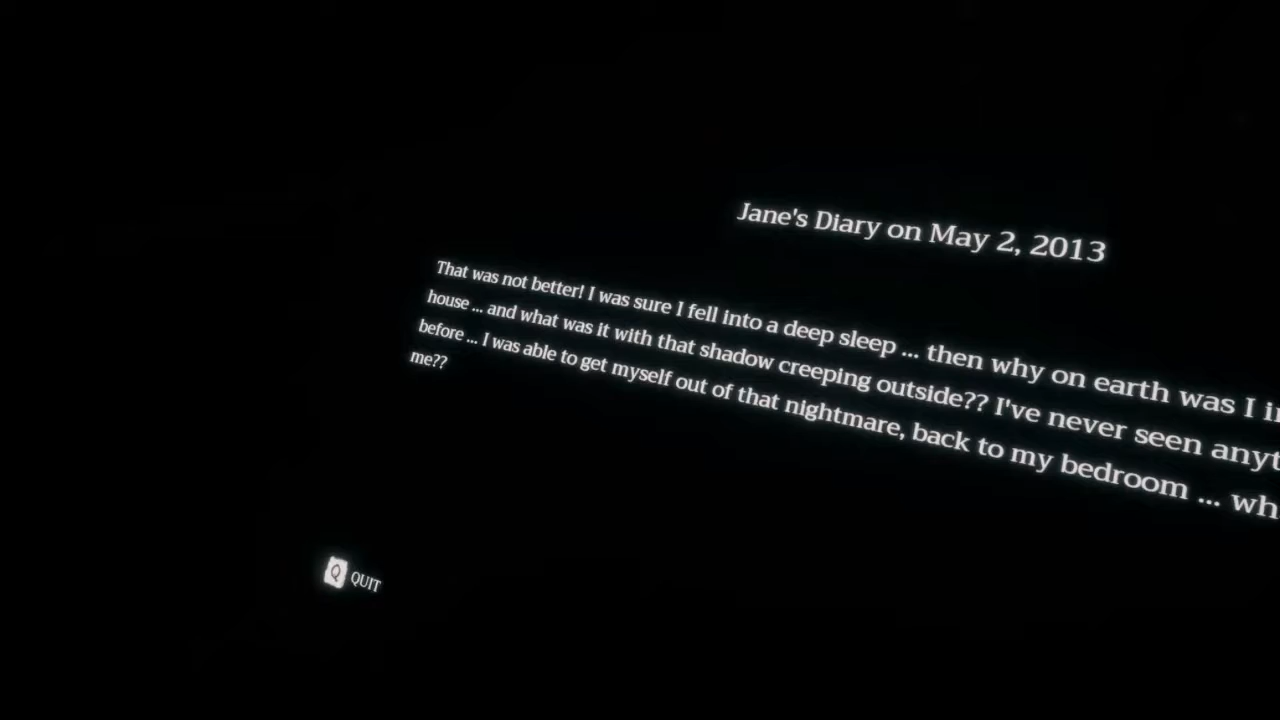 Jane's Diary on May 2, 2013
That was not better! I was sure I fell into a deep sleep ... then why on earth was I
house ... and what was it with that shadow creeping outside?? I've never seen
before ... I was able to get myself out of that nightmare, back to my bedroom ...
me??
Q QUIT